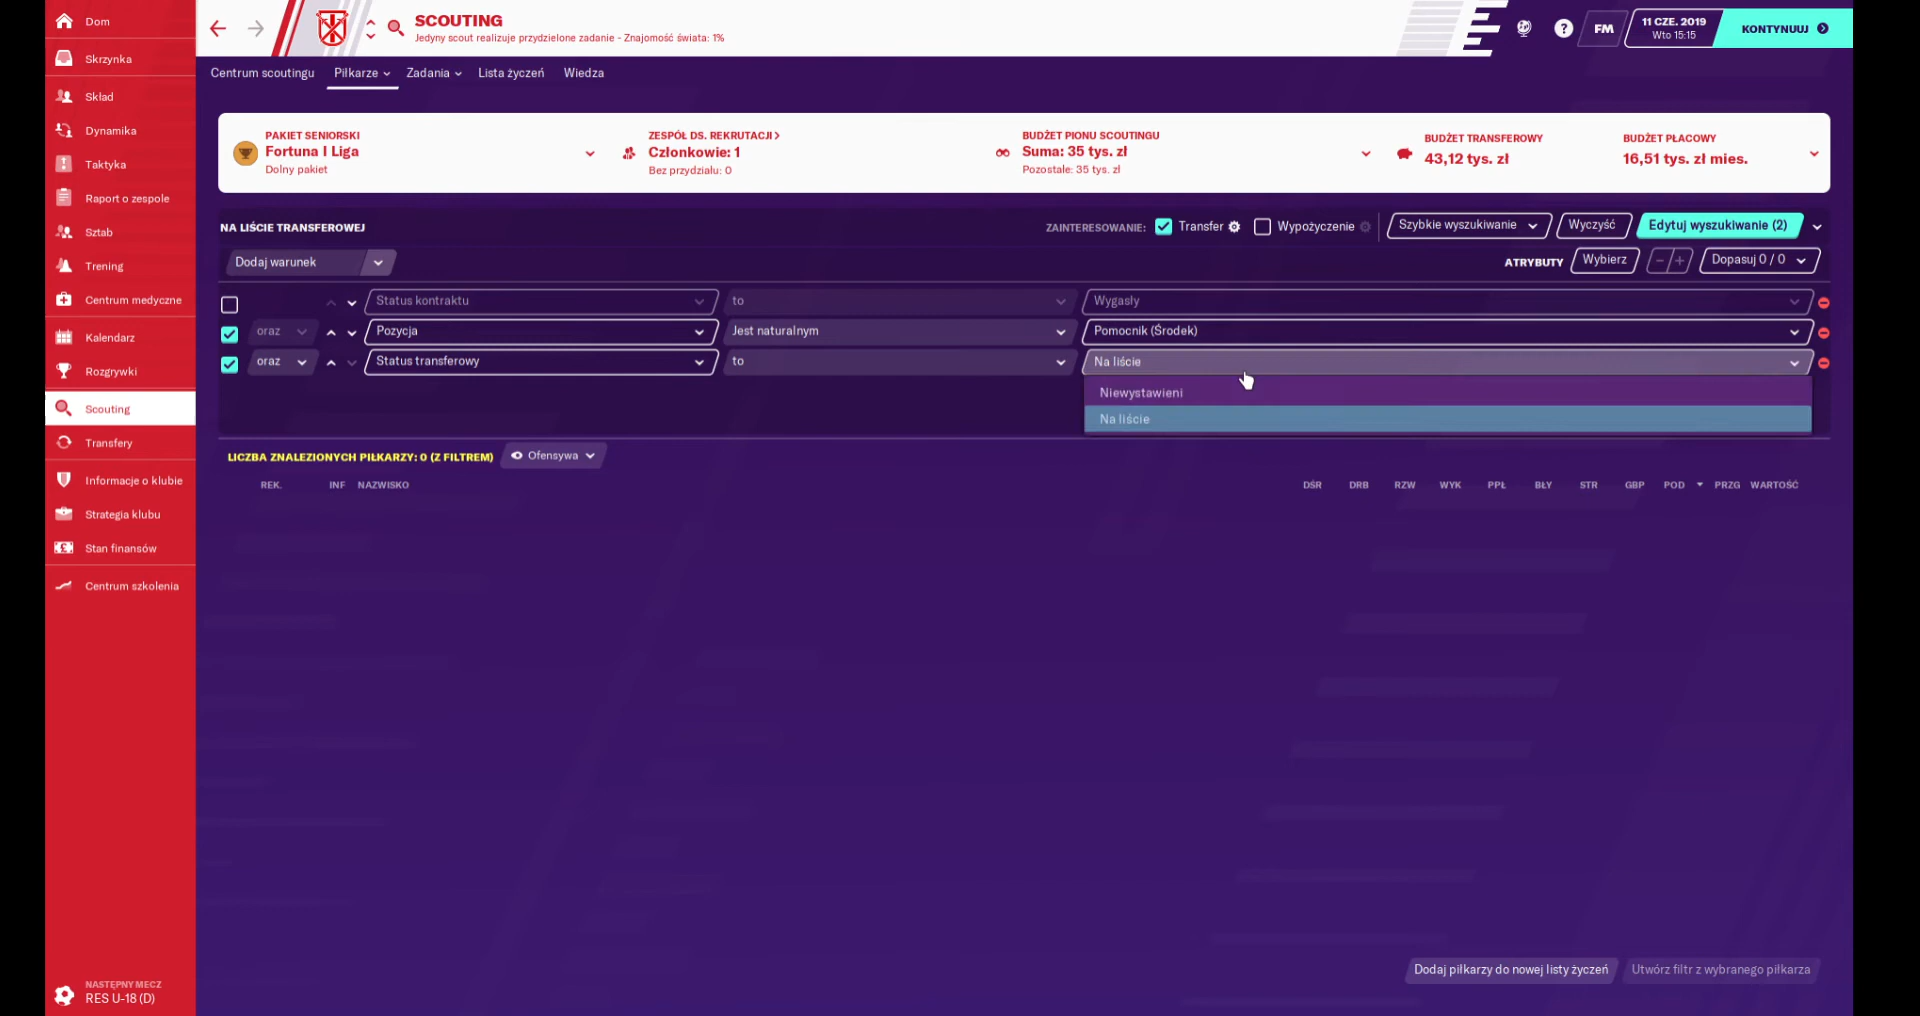 Dom
Skrzynka
Skład
Dynamika
Taktyka
Raport o zespole
Sztab
Trening
Centrum medyczne
Kalendarz
Rozgrywki
Scouting
Transfery
Informacje o klubie
Strategia klubu
Stan finansów
Centrum szkolenia
NASTĘPNY MECZ
RES U-18 (D)
SCOUTING
Jedyny scout realizuje przydzielone zadanie - Znajomość świata: 1%
FM
11 CZE. 2019
Wto 15:15
KONTYNUUJ
Centrum scoutingu Piłkarze Zadania Lista życzeń Wiedza
PAKIET SENIORSKI
Fortuna I Liga
Dolny pakiet
ZESPÓŁ DS. REKRUTACJI >
Członkowie: 1
Bez przydziału: 0
BUDŻET PIONU SCOUTINGU
Suma: 35 tys. zł
Pozostałe: 35 tys. zł
BUDŻET TRANSFEROWY
43,12 tys. zł
BUDŻET PŁACOWY
16,51 tys. zł mies.
NA LIŚCIE TRANSFEROWEJ
ZAINTERESOWANIE: Transfer Wypożyczenie Szybkie wyszukiwanie Wyczyść Edytuj wyszukiwanie (2)
Dodaj warunek
ATRYBUTY Wybierz - / + Dopasuj 0 / 0
Status kontraktu to Wygasły
oraz Pozycja Jest naturalnym Pomocnik (Środek)
oraz Status transferowy to Na liście
Niewystawieni
Na liście
LICZBA ZNALEZIONYCH PIŁKARZY: 0 (Z FILTREM) Ofensywa
REK. INF NAZWISKO DŚR DRB RZW WYK PPŁ BŁY STR GBP POD PRZG WARTOŚĆ
Dodaj piłkarzy do nowej listy życzeń Utwórz filtr z wybranego piłkarza